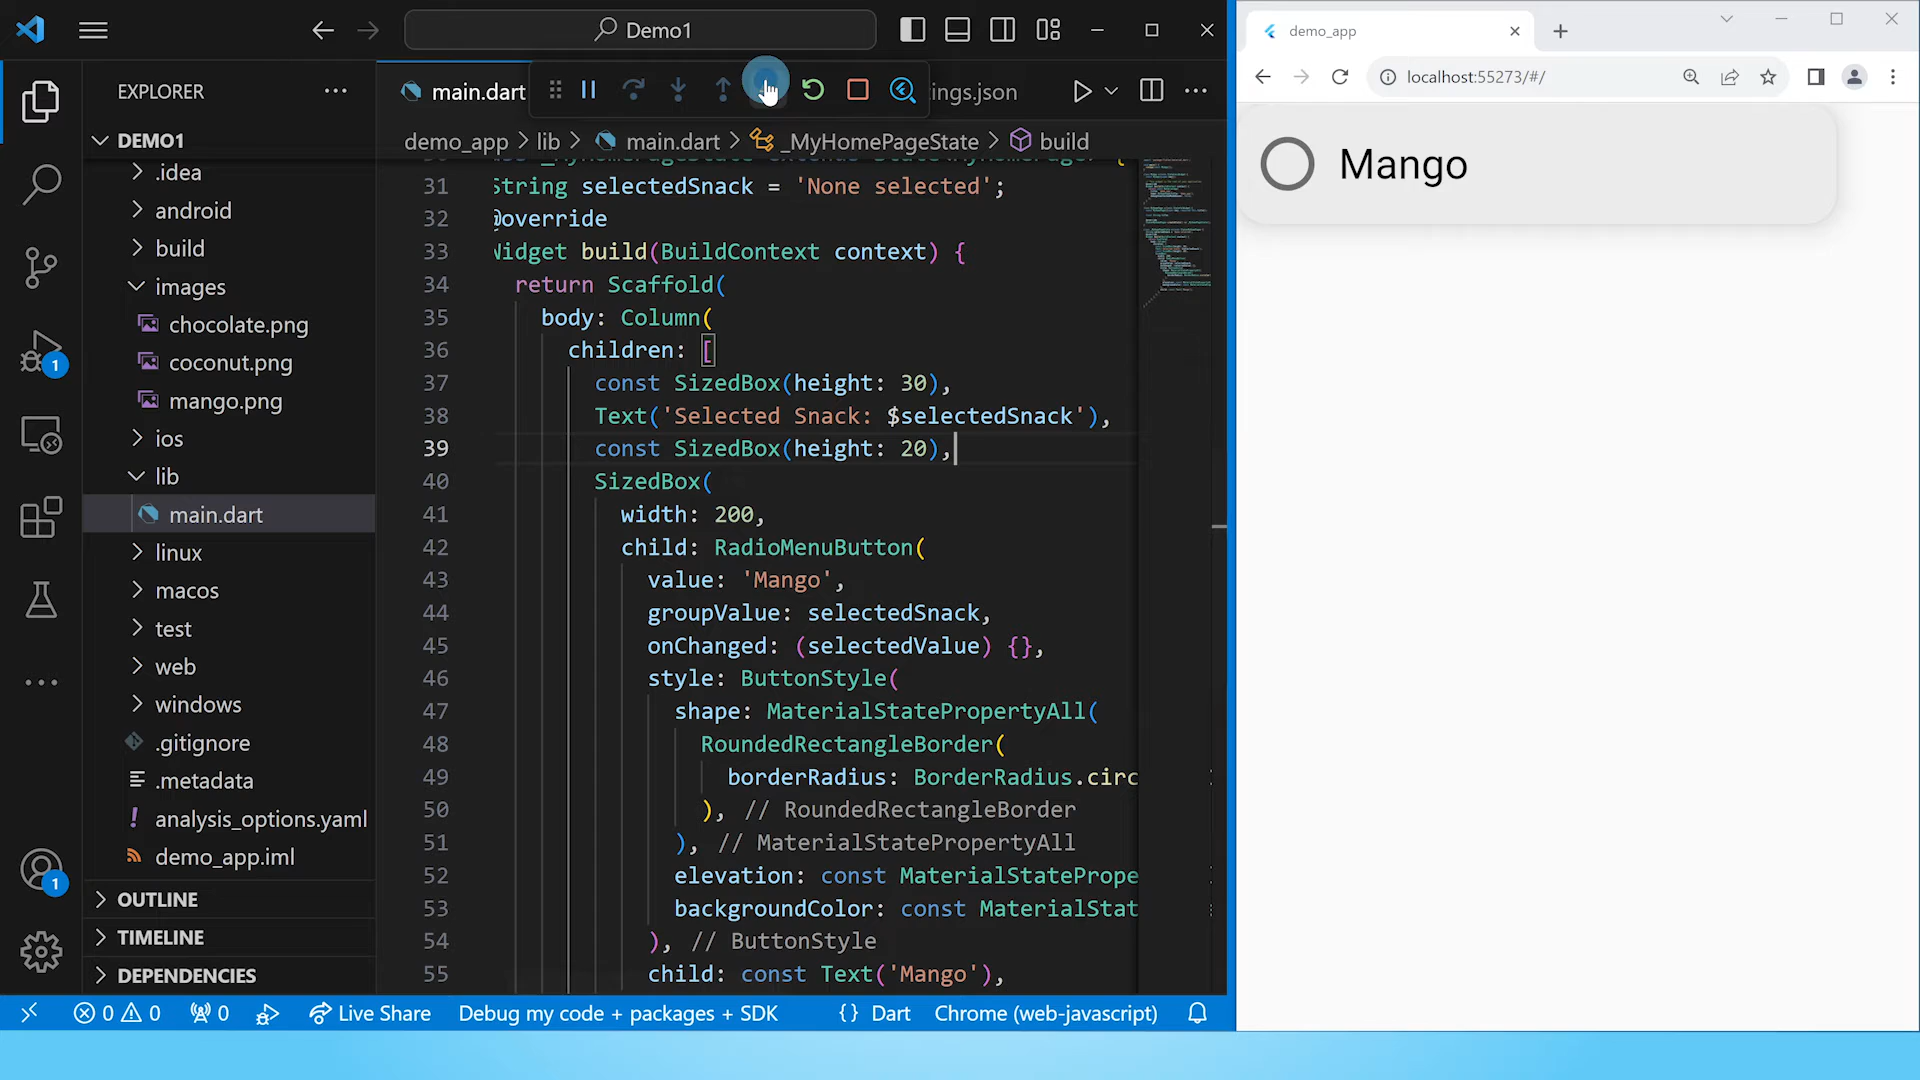 Demo1
demo_app
localhost:55273/#/
EXPLORER
main.dart
ings.json
DEMO1
demo_app > lib > main.dart > _MyHomePageState > build
.idea
android
build
images
chocolate.png
coconut.png
mango.png
ios
lib
main.dart
linux
macos
test
web
windows
.gitignore
.metadata
analysis_options.yaml
demo_app.iml
OUTLINE
TIMELINE
DEPENDENCIES
31 String selectedSnack = 'None selected';
32 @override
33 Widget build(BuildContext context) {
34 return Scaffold(
35 body: Column(
36 children: [
37 const SizedBox(height: 30),
38 Text('Selected Snack: $selectedSnack'),
39 const SizedBox(height: 20),
40 SizedBox(
41 width: 200,
42 child: RadioMenuButton(
43 value: 'Mango',
44 groupValue: selectedSnack,
45 onChanged: (selectedValue) {},
46 style: ButtonStyle(
47 shape: MaterialStatePropertyAll(
48 RoundedRectangleBorder(
49 borderRadius: BorderRadius.circ
50 ), // RoundedRectangleBorder
51 ), // MaterialStatePropertyAll
52 elevation: const MaterialStatePrope
53 backgroundColor: const MaterialStat
54 ), // ButtonStyle
55 child: const Text('Mango'),
Mango
1
1
0 0 0 Live Share Debug my code + packages + SDK {} Dart Chrome (web-javascript)